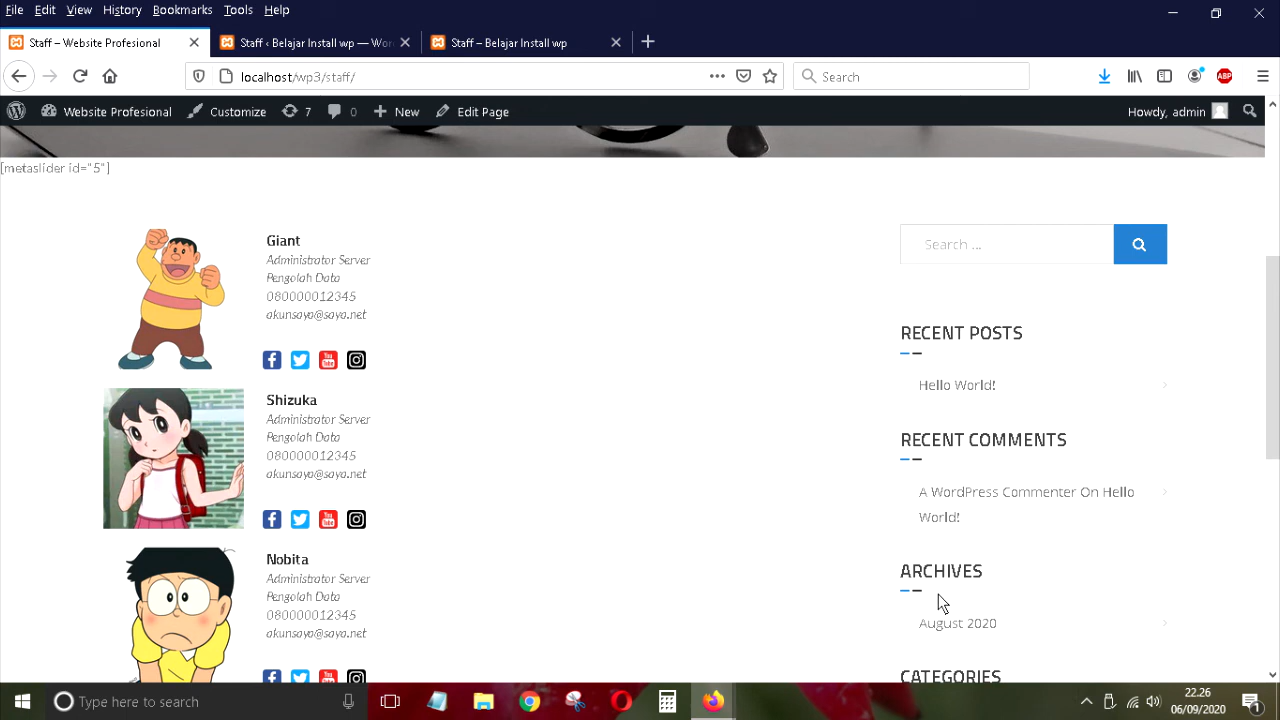 File Edit View History Bookmarks Tools Help
Staff – Website Profesional
Staff ‹ Belajar Install wp — Wor
Staff – Belajar Install wp
localhost/wp3/staff/
Search
ABP
Website Profesional Customize 7 0 New Edit Page Howdy, admin
[metaslider id="5"]
Giant
Administrator Server
Pengolah Data
080000012345
akunsaya@saya.net
Shizuka
Administrator Server
Pengolah Data
080000012345
akunsaya@saya.net
Nobita
Administrator Server
Pengolah Data
080000012345
akunsaya@saya.net
Search ...
RECENT POSTS
Hello World!
RECENT COMMENTS
A WordPress Commenter On Hello
World!
ARCHIVES
August 2020
CATEGORIES
Type here to search
22.26
06/09/2020